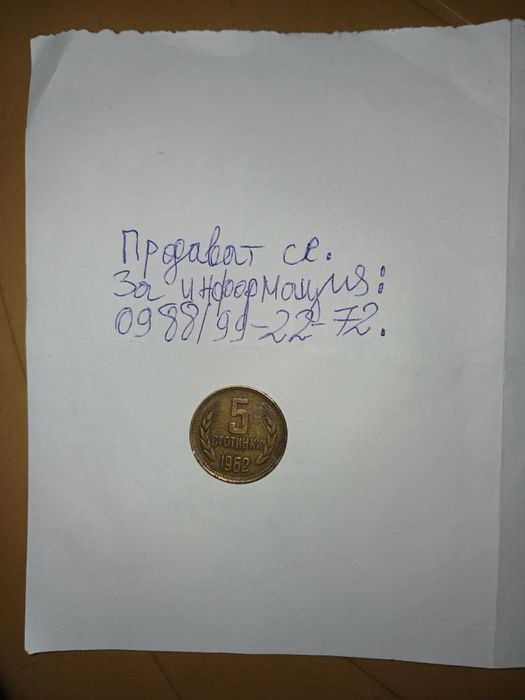 Продават се.
За информация:
0988/99-22-72.
5
СТОТИНКИ
1962